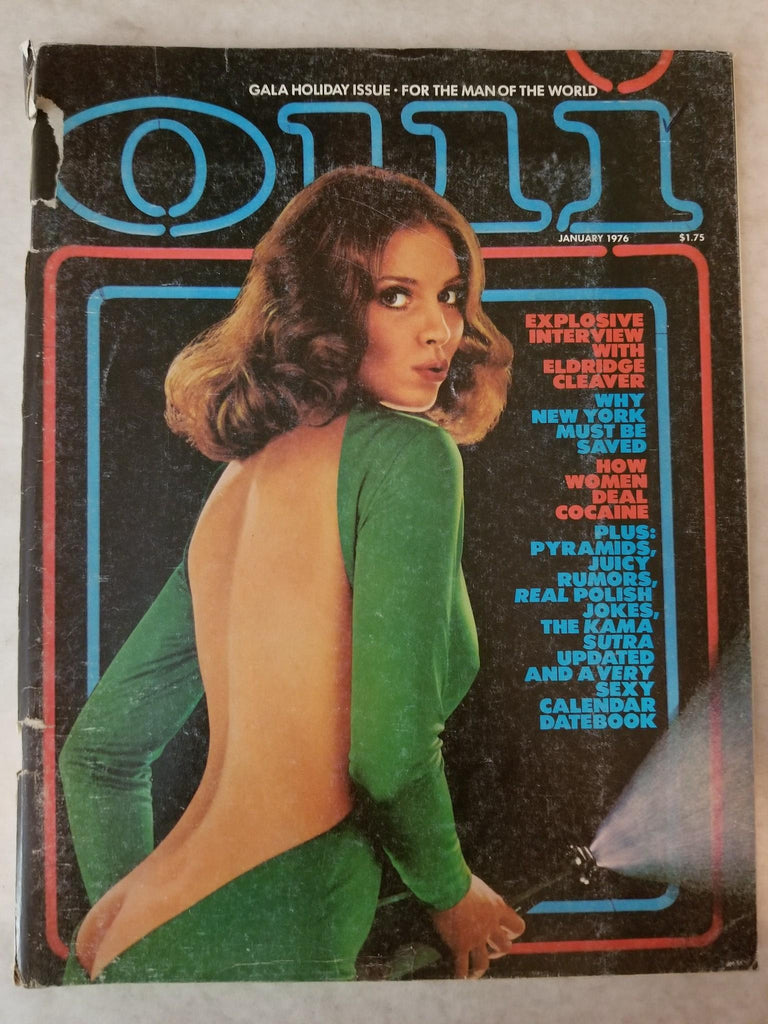 GALA HOLIDAY ISSUE · FOR THE MAN OF THE WORLD
OUI
JANUARY 1976 $1.75
EXPLOSIVE
INTERVIEW
WITH
ELDRIDGE
CLEAVER
WHY
NEW YORK
MUST BE
SAVED
HOW
WOMEN
DEAL
COCAINE
PLUS:
PYRAMIDS,
JUICY
RUMORS,
REAL POLISH
JOKES,
THE KAMA
SUTRA
UPDATED
AND A VERY
SEXY
CALENDAR
DATEBOOK